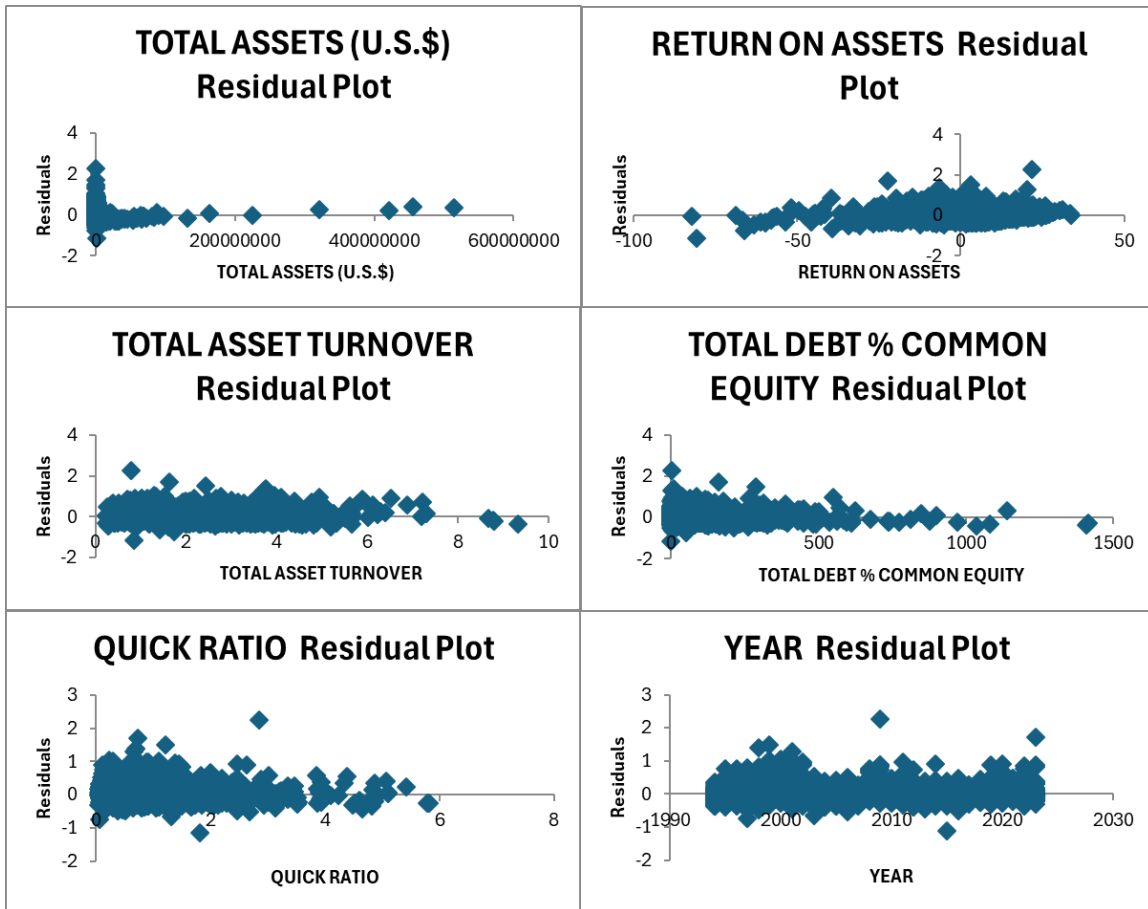 TOTAL ASSETS (U.S.$)
Residual Plot
4
2
0
-2
Residuals
0
200000000
400000000
600000000
TOTAL ASSETS (U.S.$)
RETURN ON ASSETS Residual
Plot
4
2
0
-2
Residuals
-100
-50
0
50
RETURN ON ASSETS
TOTAL ASSET TURNOVER
Residual Plot
4
2
0
-2
Residuals
0
2
4
6
8
10
TOTAL ASSET TURNOVER
TOTAL DEBT % COMMON
EQUITY Residual Plot
4
2
0
-2
Residuals
0
500
1000
1500
TOTAL DEBT % COMMON EQUITY
QUICK RATIO Residual Plot
3
2
1
0
-1
-2
Residuals
0
2
4
6
8
QUICK RATIO
YEAR Residual Plot
3
2
1
0
-1
-2
Residuals
1990
2000
2010
2020
2030
YEAR